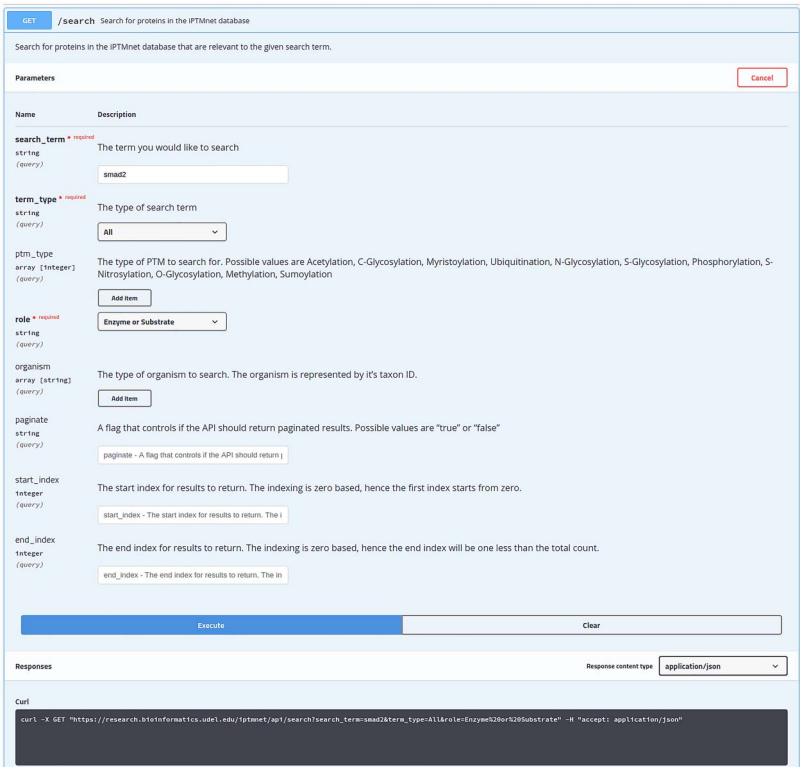 GET /search Search for proteins in the iPTMnet database
Search for proteins in the iPTMnet database that are relevant to the given search term.
Parameters
Cancel
Name Description
search_term * required
string
(query)
The term you would like to search
smad2
term_type * required
string
(query)
The type of search term
All
ptm_type
array [integer]
(query)
The type of PTM to search for. Possible values are Acetylation, C-Glycosylation, Myristoylation, Ubiquitination, N-Glycosylation, S-Glycosylation, Phosphorylation, S-
Nitrosylation, O-Glycosylation, Methylation, Sumoylation
Add item
role * required
string
(query)
Enzyme or Substrate
organism
array [string]
(query)
The type of organism to search. The organism is represented by it's taxon ID.
Add item
paginate
string
(query)
A flag that controls if the API should return paginated results. Possible values are “true” or “false”
paginate - A flag that controls if the API should return p
start_index
integer
(query)
The start index for results to return. The indexing is zero based, hence the first index starts from zero.
start_index - The start index for results to return. The i
end_index
integer
(query)
The end index for results to return. The indexing is zero based, hence the end index will be one less than the total count.
end_index - The end index for results to return. The in
Execute
Clear
Responses
Response content type application/json
Curl
curl -X GET "https://research.bioinformatics.udel.edu/iptmnet/api/search?search_term=smad2&term_type=All&role=Enzyme%20or%20Substrate" -H "accept: application/json"